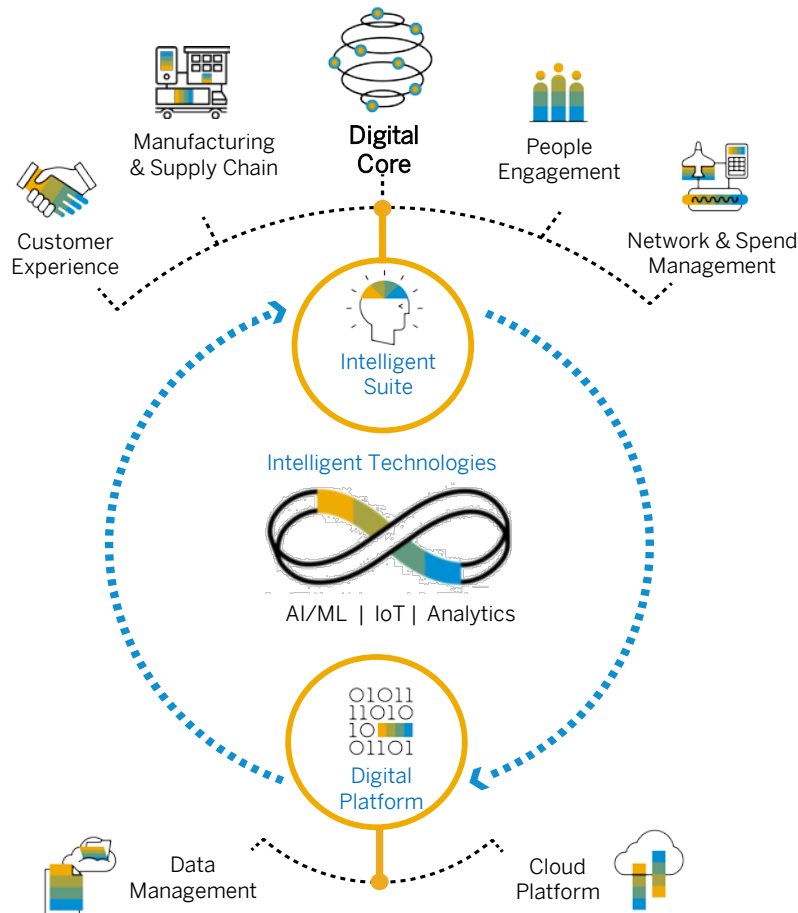 Manufacturing
& Supply Chain
Digital
Core
People
Engagement
Customer
Experience
Network & Spend
Management
Intelligent
Suite
Intelligent Technologies
AI/ML | IoT | Analytics
01011
11010
10
01101
Digital
Platform
Data
Management
Cloud
Platform